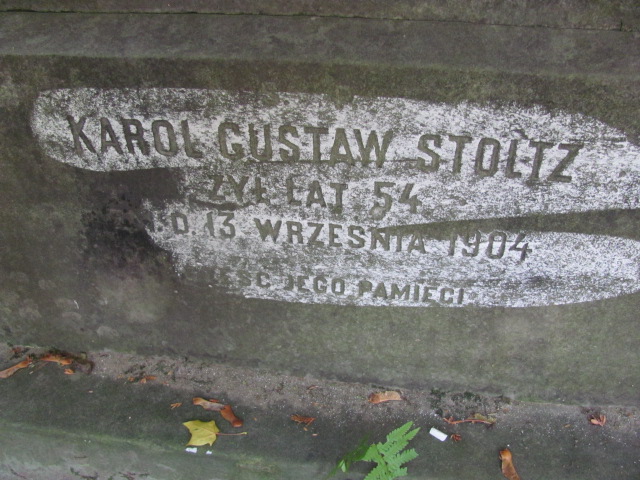 KAROL GUSTAW STOLTZ
ŻYŁ LAT 54
D. 13 WRZEŚNIA 1904
JEGO PAMIĘCI